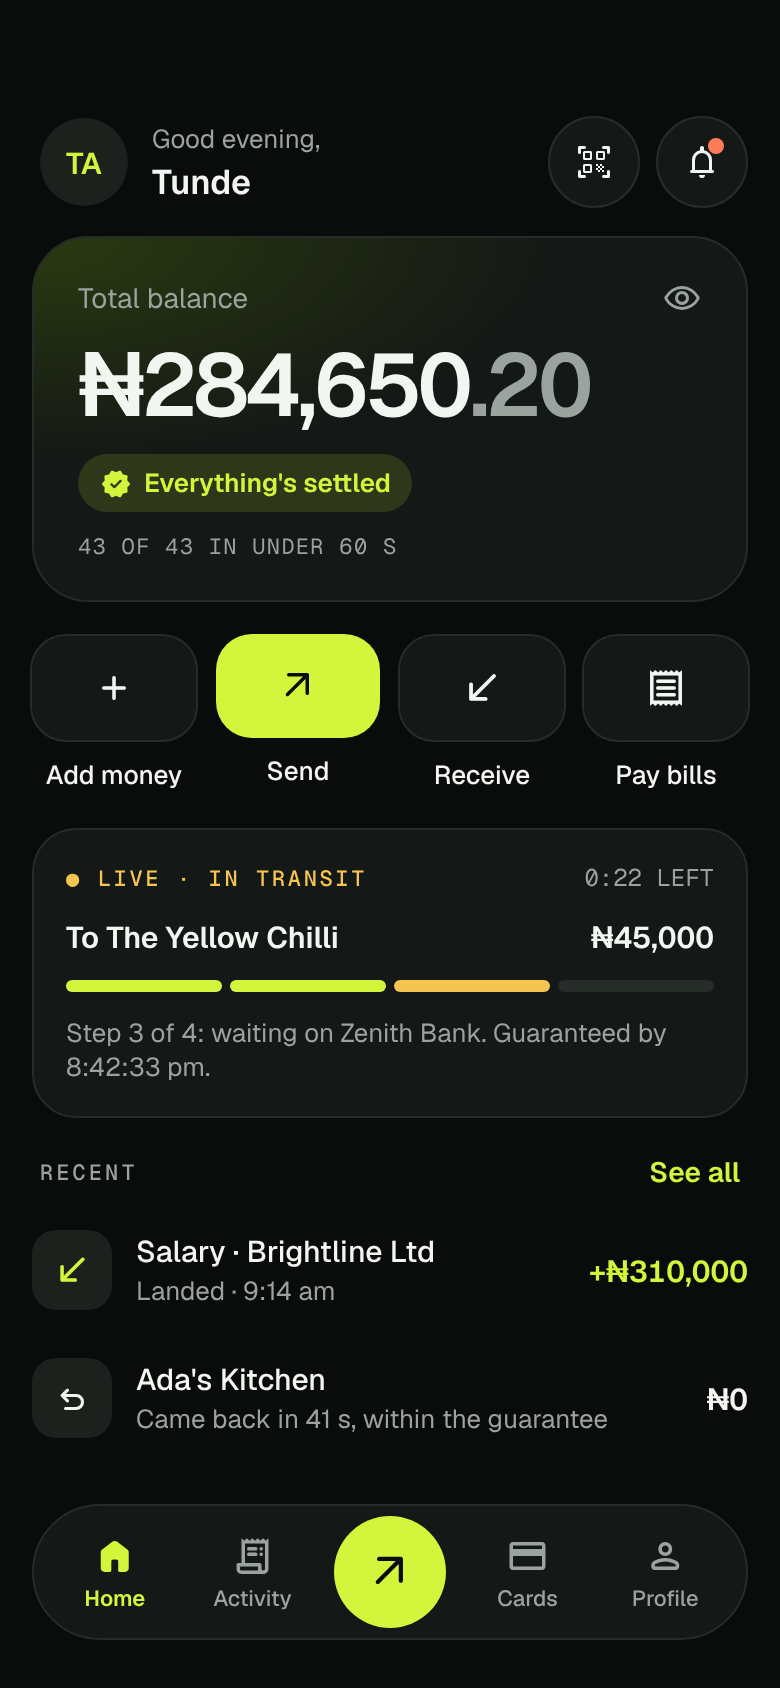 TA
Good evening,
Tunde
Total balance
₦284,650.20
Everything's settled
43 OF 43 IN UNDER 60 S
Add money
Send
Receive
Pay bills
LIVE · IN TRANSIT
0:22 LEFT
To The Yellow Chilli
₦45,000
Step 3 of 4: waiting on Zenith Bank. Guaranteed by
8:42:33 pm.
RECENT
See all
Salary · Brightline Ltd
Landed · 9:14 am
+₦310,000
Ada's Kitchen
Came back in 41 s, within the guarantee
₦0
Home
Activity
Cards
Profile